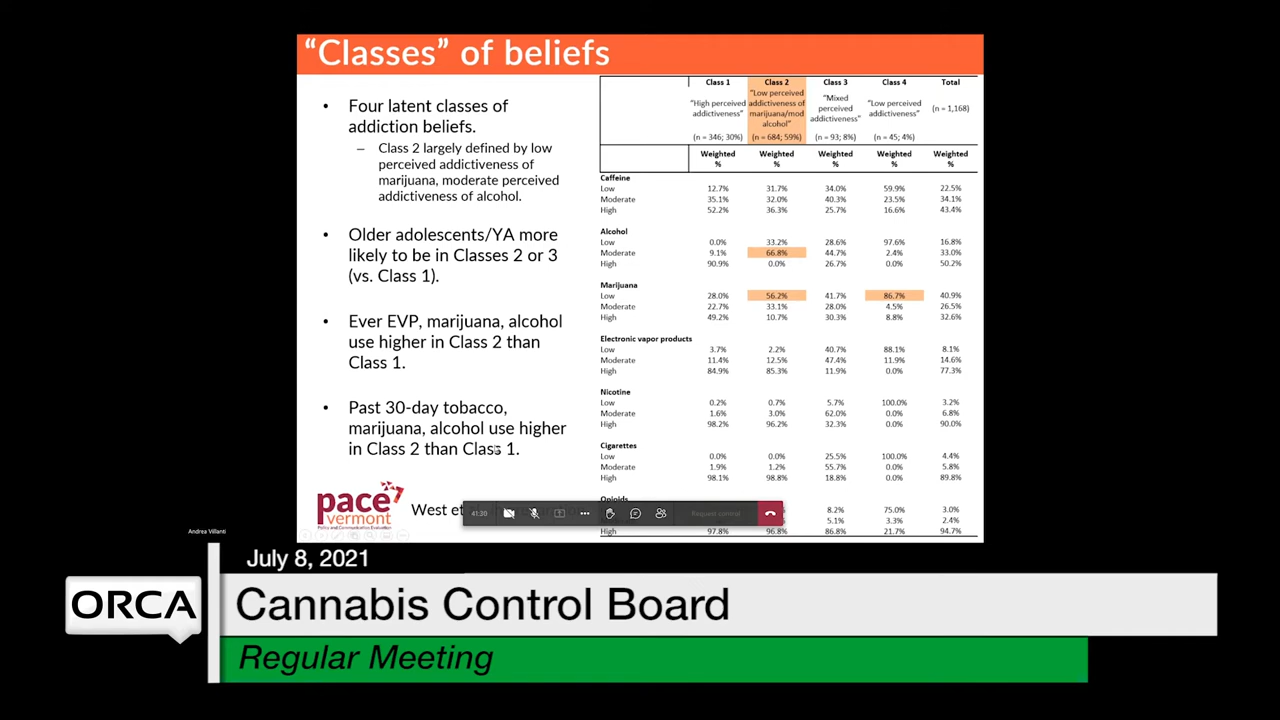 “Classes” of beliefs
• Four latent classes of
addiction beliefs.
– Class 2 largely defined by low
perceived addictiveness of
marijuana, moderate perceived
addictiveness of alcohol.
• Older adolescents/YA more
likely to be in Classes 2 or 3
(vs. Class 1).
• Ever EVP, marijuana, alcohol
use higher in Class 2 than
Class 1.
• Past 30-day tobacco,
marijuana, alcohol use higher
in Class 2 than Class 1.
pace
vermont
Policy and Communication Evaluation
West et
Class 1 Class 2 Class 3 Class 4 Total
“High perceived addictiveness” “Low perceived addictiveness of marijuana/mod alcohol” “Mixed perceived addictiveness” “Low perceived addictiveness” (n = 1,168)
(n = 346; 30%) (n = 684; 59%) (n = 93; 8%) (n = 45; 4%)
Weighted % Weighted % Weighted % Weighted % Weighted %
Caffeine
Low 12.7% 31.7% 34.0% 59.9% 22.5%
Moderate 35.1% 32.0% 40.3% 23.5% 34.1%
High 52.2% 36.3% 25.7% 16.6% 43.4%
Alcohol
Low 0.0% 33.2% 28.6% 97.6% 16.8%
Moderate 9.1% 66.8% 44.7% 2.4% 33.0%
High 90.9% 0.0% 26.7% 0.0% 50.2%
Marijuana
Low 28.0% 56.2% 41.7% 86.7% 40.9%
Moderate 22.7% 33.1% 28.0% 4.5% 26.5%
High 49.2% 10.7% 30.3% 8.8% 32.6%
Electronic vapor products
Low 3.7% 2.2% 40.7% 88.1% 8.1%
Moderate 11.4% 12.5% 47.4% 11.9% 14.6%
High 84.9% 85.3% 11.9% 0.0% 77.3%
Nicotine
Low 0.2% 0.7% 5.7% 100.0% 3.2%
Moderate 1.6% 3.0% 62.0% 0.0% 6.8%
High 98.2% 96.2% 32.3% 0.0% 90.0%
Cigarettes
Low 0.0% 0.0% 25.5% 100.0% 4.4%
Moderate 1.9% 1.2% 55.7% 0.0% 5.8%
High 98.1% 98.8% 18.8% 0.0% 89.8%
Opioids
8.2% 75.0% 3.0%
5.1% 3.3% 2.4%
High 97.8% 96.8% 86.8% 21.7% 94.7%
41:30 Request control
Andrea Villanti
July 8, 2021
ORCA
Cannabis Control Board
Regular Meeting